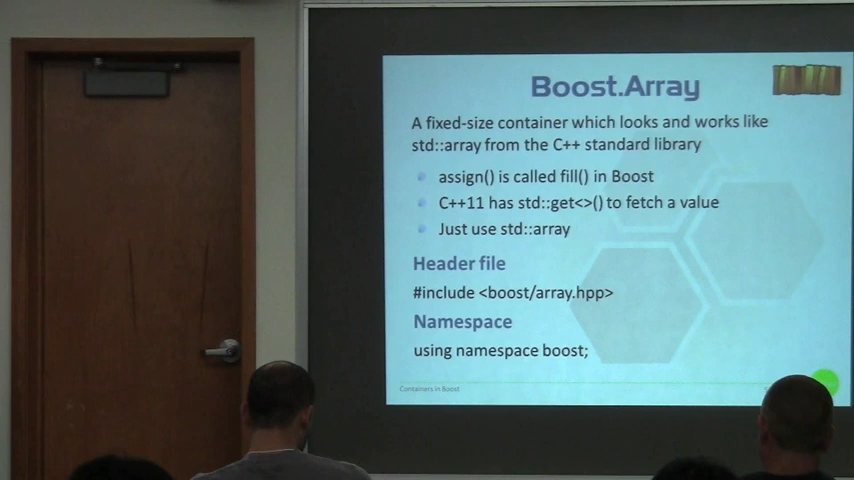 Boost.Array
A fixed-size container which looks and works like
std::array from the C++ standard library
assign() is called fill() in Boost
C++11 has std::get<>() to fetch a value
Just use std::array
Header file
#include <boost/array.hpp>
Namespace
using namespace boost;
Containers in Boost